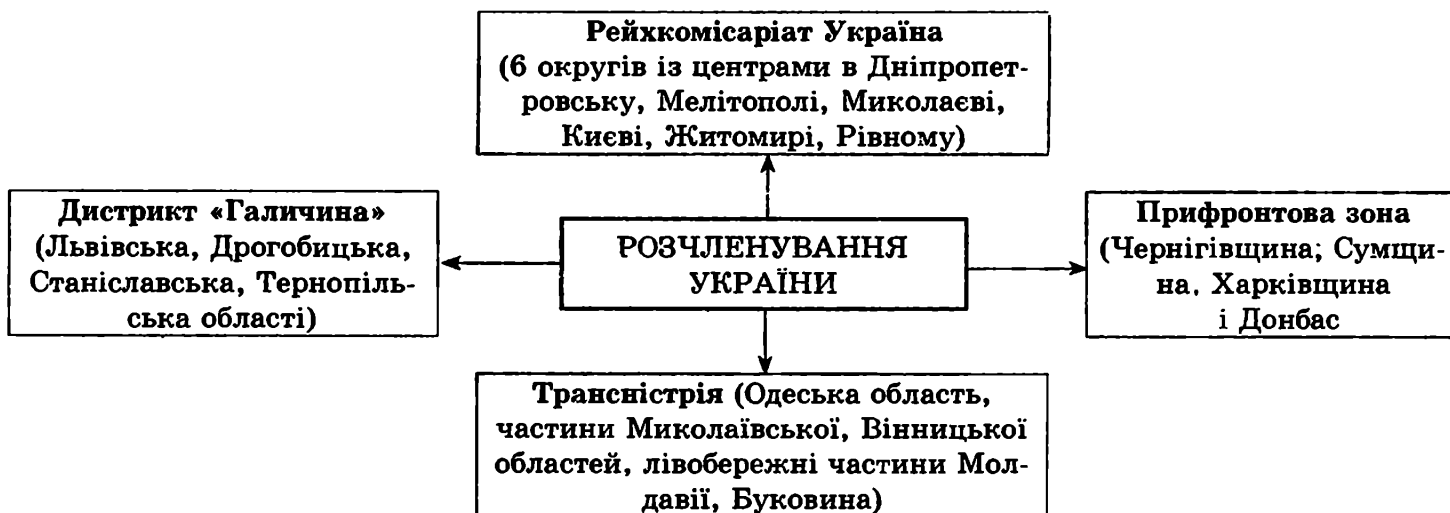 Рейхкомісаріат Україна
(6 округів із центрами в Дніпропет-
ровську, Мелітополі, Миколаєві,
Києві, Житомирі, Рівному)
Дистрикт «Галичина»
(Львівська, Дрогобицька,
Станіславська, Тернопіль-
ська області)
РОЗЧЛЕНУВАННЯ
УКРАЇНИ
Прифронтова зона
(Чернігівщина; Сумщи-
на, Харківщина
і Донбас
Трансністрія (Одеська область,
частини Миколаївської, Вінницької
областей, лівобережні частини Мол-
давії, Буковина)